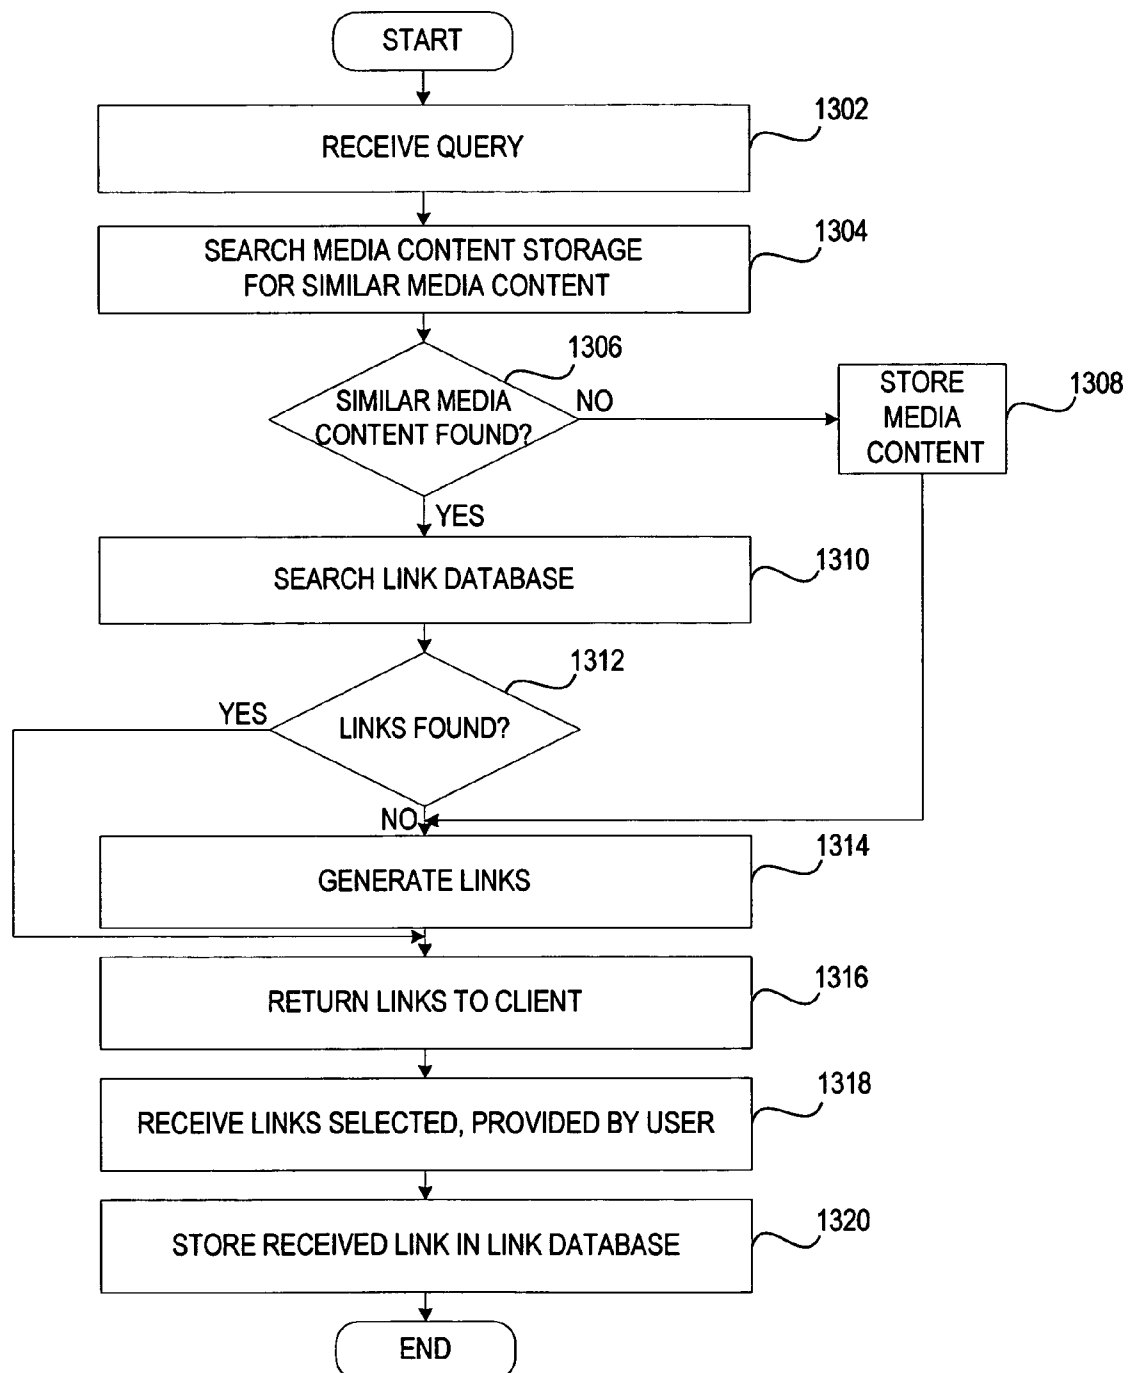 START
1302
RECEIVE QUERY
1304
SEARCH MEDIA CONTENT STORAGE
FOR SIMILAR MEDIA CONTENT
1306
SIMILAR MEDIA
CONTENT FOUND?
NO
STORE
MEDIA
CONTENT
1308
YES
SEARCH LINK DATABASE
1310
1312
YES
LINKS FOUND?
NO
1314
GENERATE LINKS
RETURN LINKS TO CLIENT
1316
1318
RECEIVE LINKS SELECTED, PROVIDED BY USER
1320
STORE RECEIVED LINK IN LINK DATABASE
END